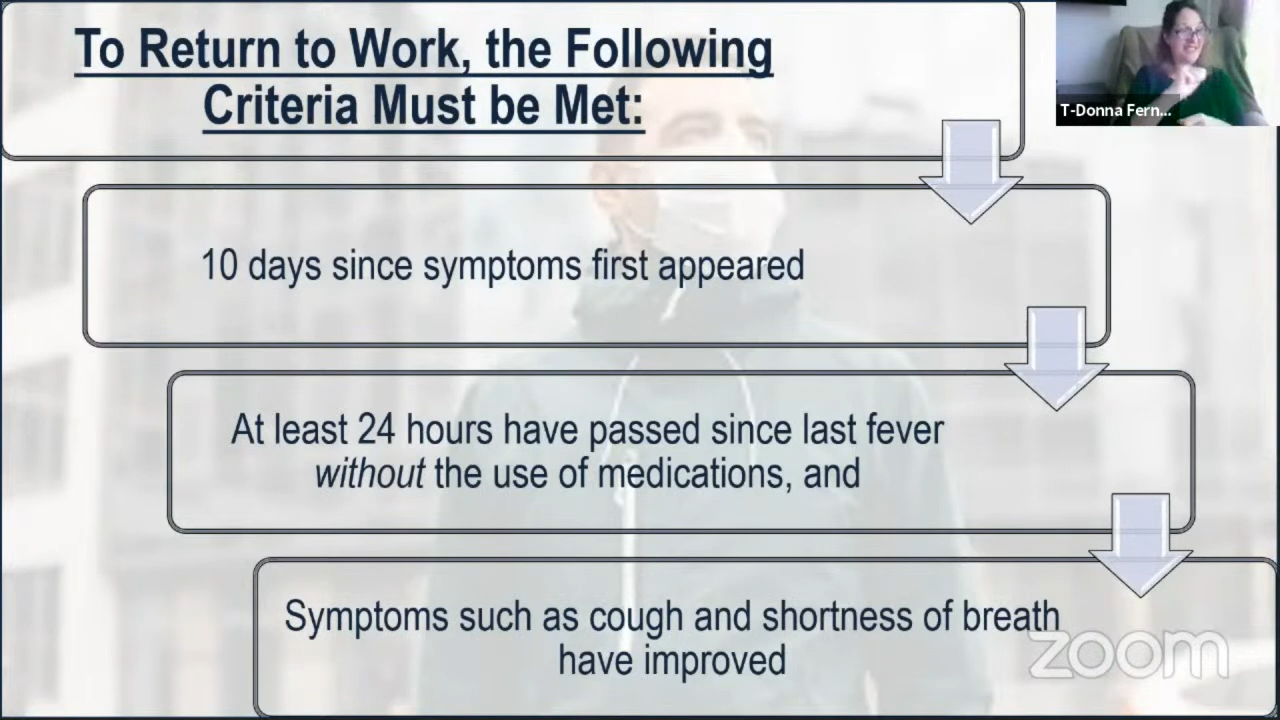 To Return to Work, the Following
Criteria Must be Met:
T-Donna Fern...
10 days since symptoms first appeared
At least 24 hours have passed since last fever
without the use of medications, and
Symptoms such as cough and shortness of breath
have improved
zoom